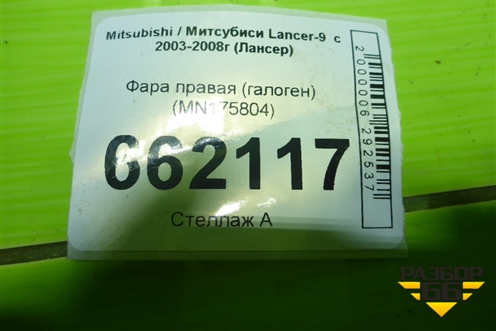 Mitsubishi / Митсубиси Lancer-9 с
2003-2008г (Лансер)
Фара правая (галоген)
(MN175804)
662117
Стеллаж А
2000006292537
РАЗБОР
66